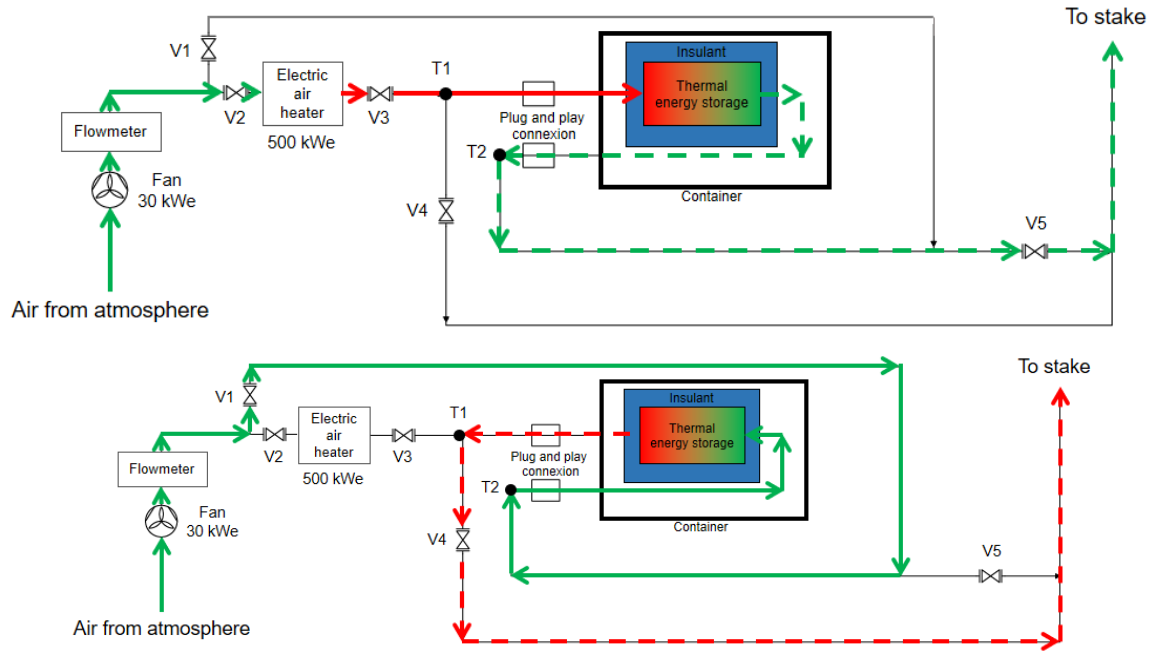 To stake
V1
Electric
air
heater
T1
Insulant
Thermal
energy storage
V2
V3
Flowmeter
500 kWe
Plug and play
connexion
T2
Fan
30 kWe
Container
V4
V5
Air from atmosphere
To stake
V1
Electric
air
heater
T1
Insulant
Thermal
energy storage
V2
V3
Flowmeter
500 kWe
Plug and play
connexion
T2
Fan
30 kWe
Container
V4
V5
Air from atmosphere